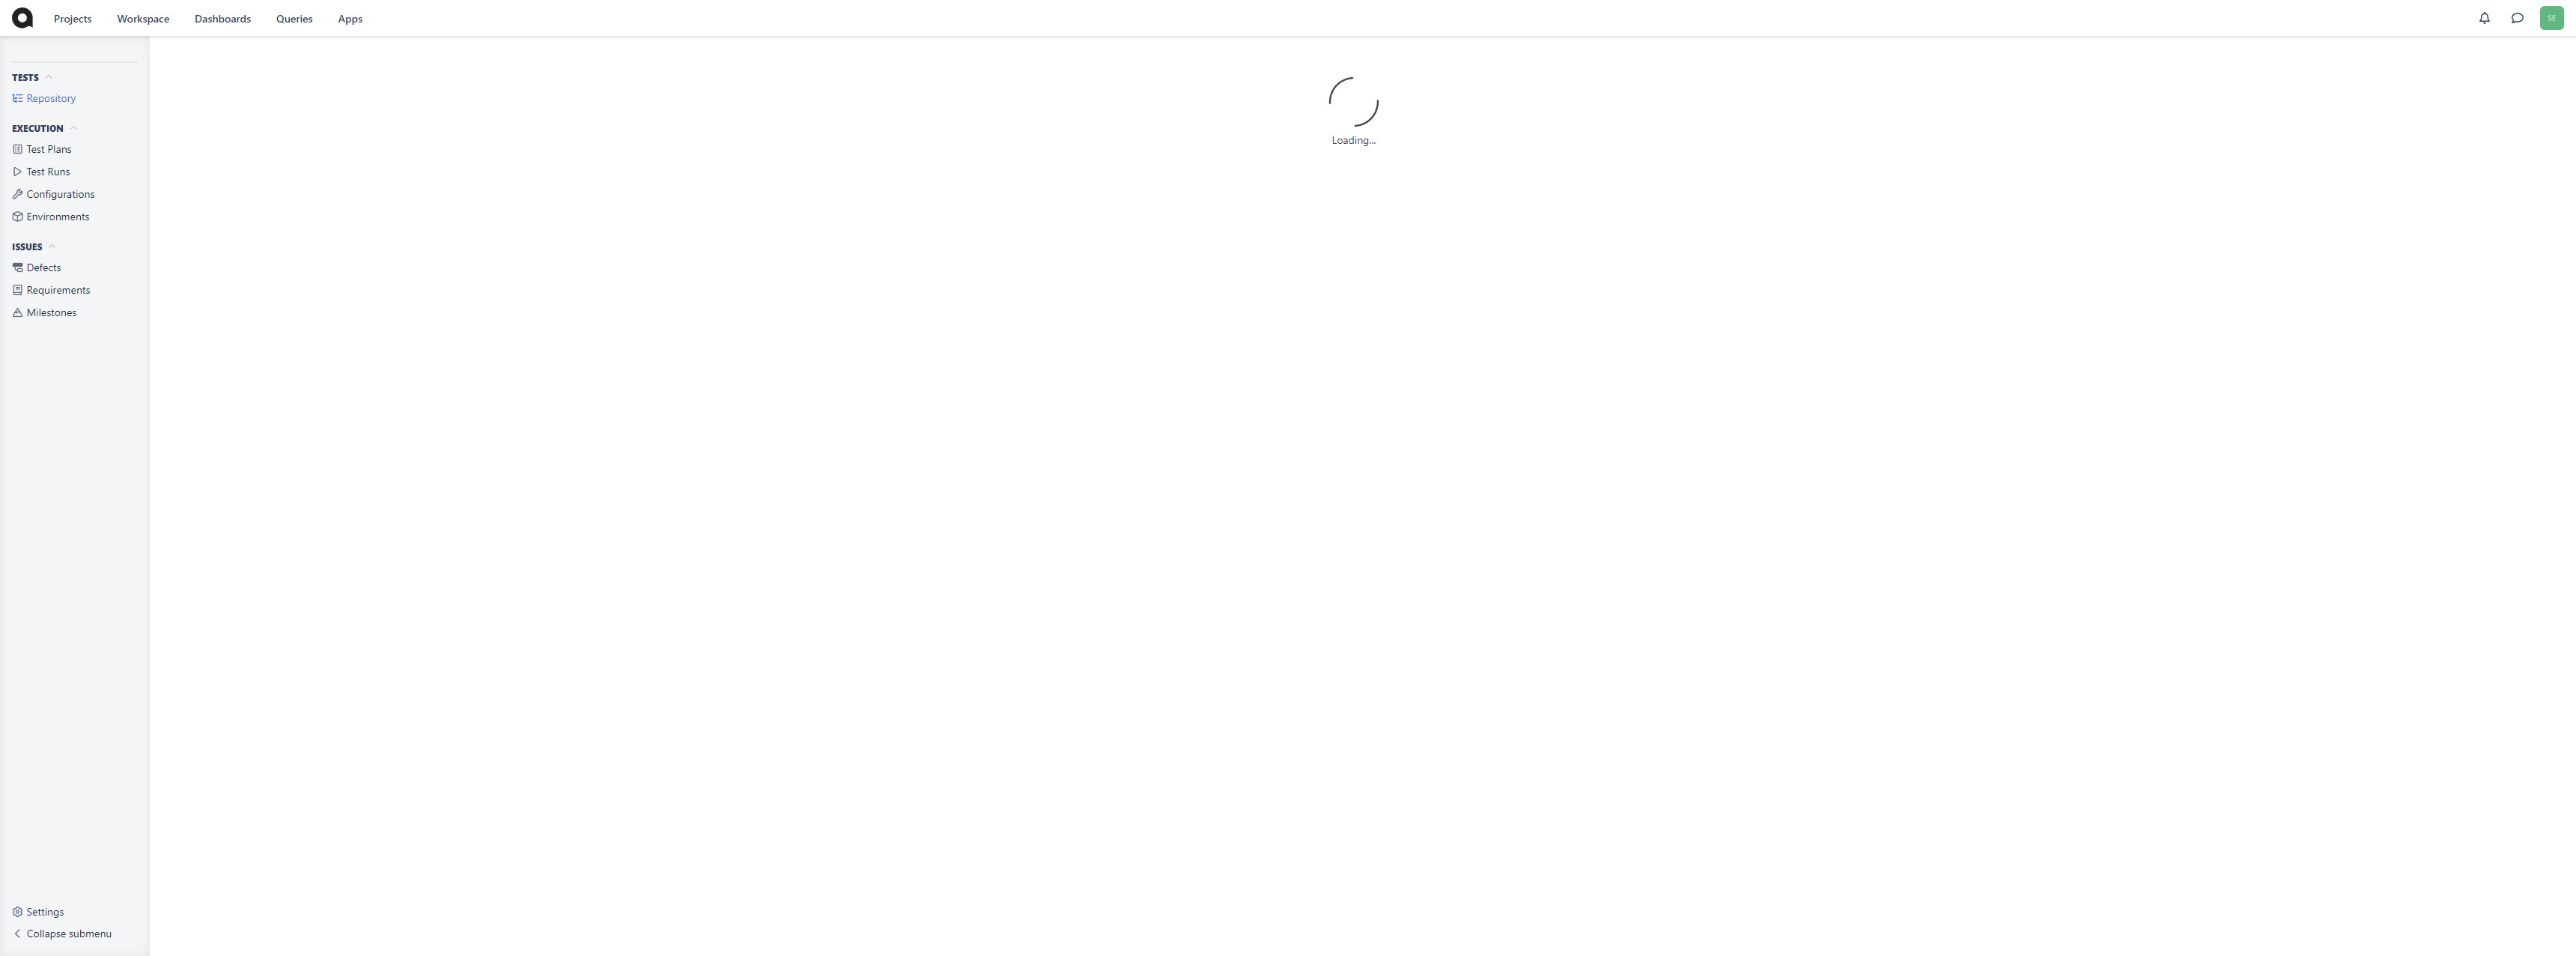 Projects
Workspace
Dashboards
Queries
Apps
SE
TESTS
Repository
EXECUTION
Test Plans
Test Runs
Configurations
Environments
ISSUES
Defects
Requirements
Milestones
Settings
Collapse submenu
Loading...